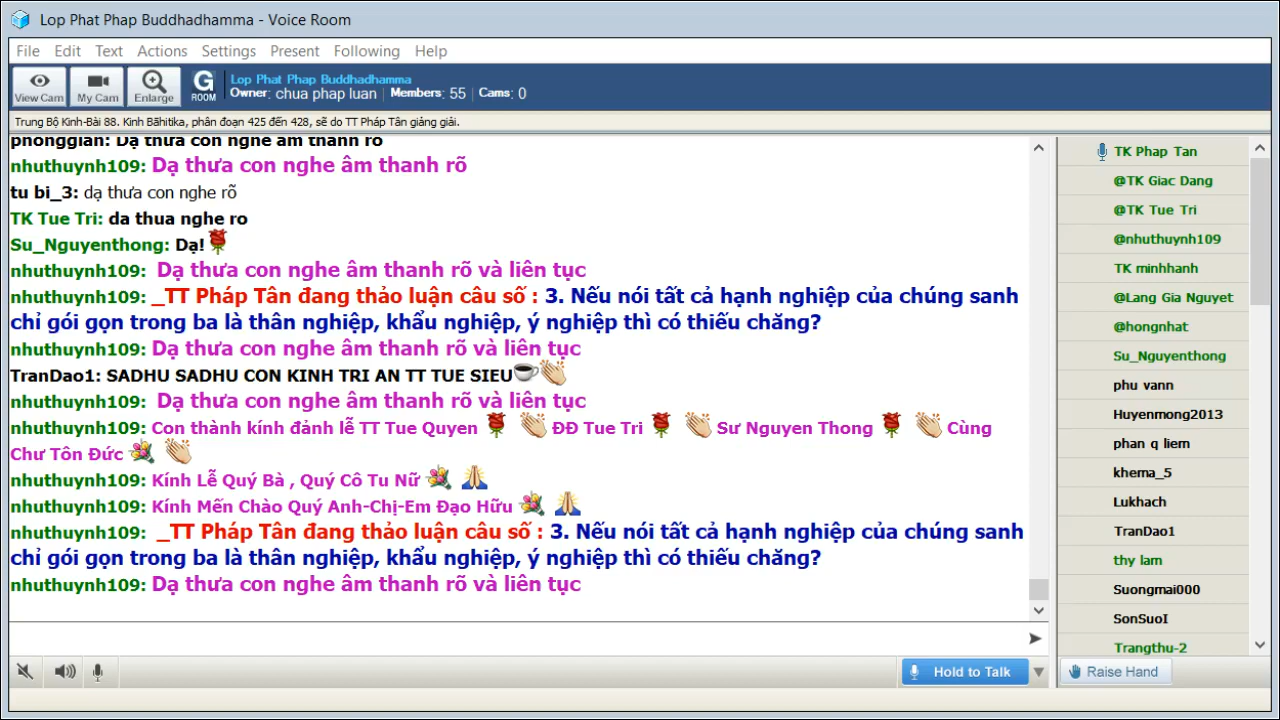 Lop Phat Phap Buddhadhamma - Voice Room
File Edit Text Actions Settings Present Following Help
View Cam My Cam Enlarge G ROOM
Lop Phat Phap Buddhadhamma
Owner: chua phap luan Members: 55 Cams: 0
Trung Bộ Kinh-Bài 88. Kinh Bãhitika, phân đoạn 425 đến 428, sẽ do TT Pháp Tân giảng giải.
phonggian: Dạ thưa con nghe âm thanh rõ
nhuthuynh109: Dạ thưa con nghe âm thanh rõ
tu bi_3: dạ thưa con nghe rõ
TK Tue Tri: da thua nghe ro
Su_Nguyenthong: Dạ!
nhuthuynh109: Dạ thưa con nghe âm thanh rõ và liên tục
nhuthuynh109: _TT Pháp Tân đang thảo luận câu số : 3. Nếu nói tất cả hạnh nghiệp của chúng sanh
chỉ gói gọn trong ba là thân nghiệp, khẩu nghiệp, ý nghiệp thì có thiếu chăng?
nhuthuynh109: Dạ thưa con nghe âm thanh rõ và liên tục
TranDao1: SADHU SADHU CON KINH TRI AN TT TUE SIEU
nhuthuynh109: Dạ thưa con nghe âm thanh rõ và liên tục
nhuthuynh109: Con thành kính đảnh lễ TT Tue Quyen ĐĐ Tue Tri Sư Nguyen Thong Cùng
Chư Tôn Đức
nhuthuynh109: Kính Lễ Quý Bà , Quý Cô Tu Nữ
nhuthuynh109: Kính Mến Chào Quý Anh-Chị-Em Đạo Hữu
nhuthuynh109: _TT Pháp Tân đang thảo luận câu số : 3. Nếu nói tất cả hạnh nghiệp của chúng sanh
chỉ gói gọn trong ba là thân nghiệp, khẩu nghiệp, ý nghiệp thì có thiếu chăng?
nhuthuynh109: Dạ thưa con nghe âm thanh rõ và liên tục
TK Phap Tan
@TK Giac Dang
@TK Tue Tri
@nhuthuynh109
TK minhhanh
@Lang Gia Nguyet
@hongnhat
Su_Nguyenthong
phu vann
Huyenmong2013
phan q liem
khema_5
Lukhach
TranDao1
thy lam
Suongmai000
SonSuoI
Trangthu-2
Hold to Talk
Raise Hand